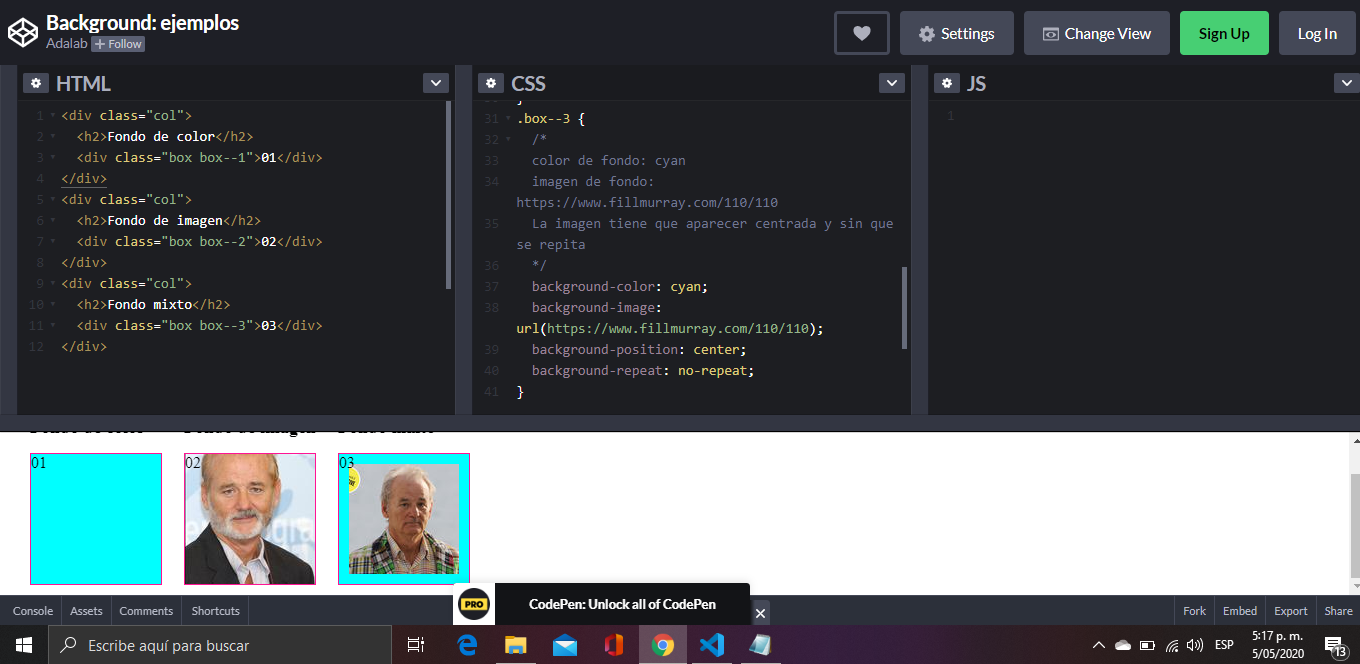 Background: ejemplos
Adalab + Follow
Settings
Change View
Sign Up
Log In
HTML
1 <div class="col">
2 <h2>Fondo de color</h2>
3 <div class="box box--1">01</div>
4 </div>
5 <div class="col">
6 <h2>Fondo de imagen</h2>
7 <div class="box box--2">02</div>
8 </div>
9 <div class="col">
10 <h2>Fondo mixto</h2>
11 <div class="box box--3">03</div>
12 </div>
CSS
31 .box--3 {
32 /*
33 color de fondo: cyan
34 imagen de fondo:
https://www.fillmurray.com/110/110
35 La imagen tiene que aparecer centrada y sin que
se repita
36 */
37 background-color: cyan;
38 background-image:
url(https://www.fillmurray.com/110/110);
39 background-position: center;
40 background-repeat: no-repeat;
41 }
JS
1
01
02
03
PRO
CodePen: Unlock all of CodePen
Console
Assets
Comments
Shortcuts
Fork
Embed
Export
Share
Escribe aquí para buscar
ESP
5:17 p. m.
5/05/2020
13